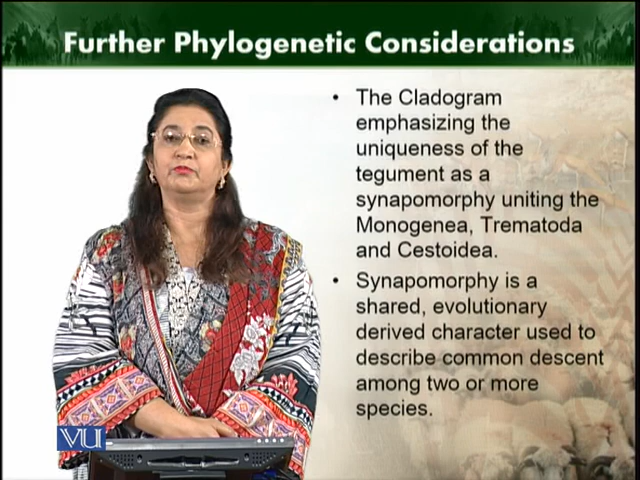 Further Phylogenetic Considerations
• The Cladogram
emphasizing the
uniqueness of the
tegument as a
synapomorphy uniting the
Monogenea, Trematoda
and Cestoidea.
• Synapomorphy is a
shared, evolutionary
derived character used to
describe common descent
among two or more
species.
VU